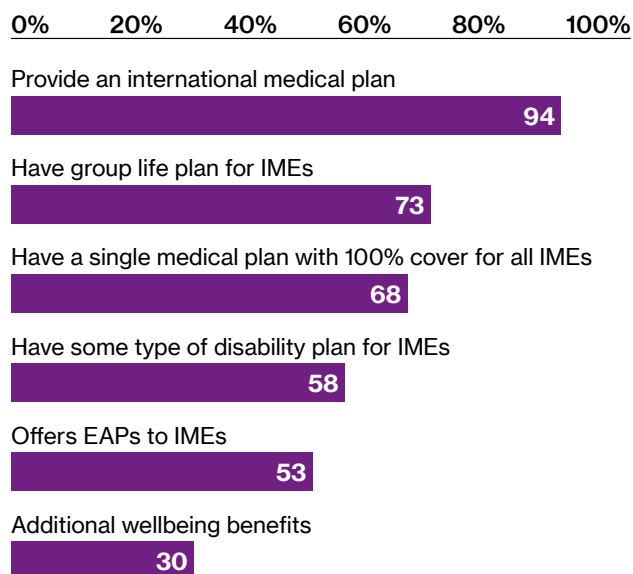 0% 20% 40% 60% 80% 100%
Provide an international medical plan
94
Have group life plan for IMEs
73
Have a single medical plan with 100% cover for all IMEs
68
Have some type of disability plan for IMEs
58
Offers EAPs to IMEs
53
Additional wellbeing benefits
30